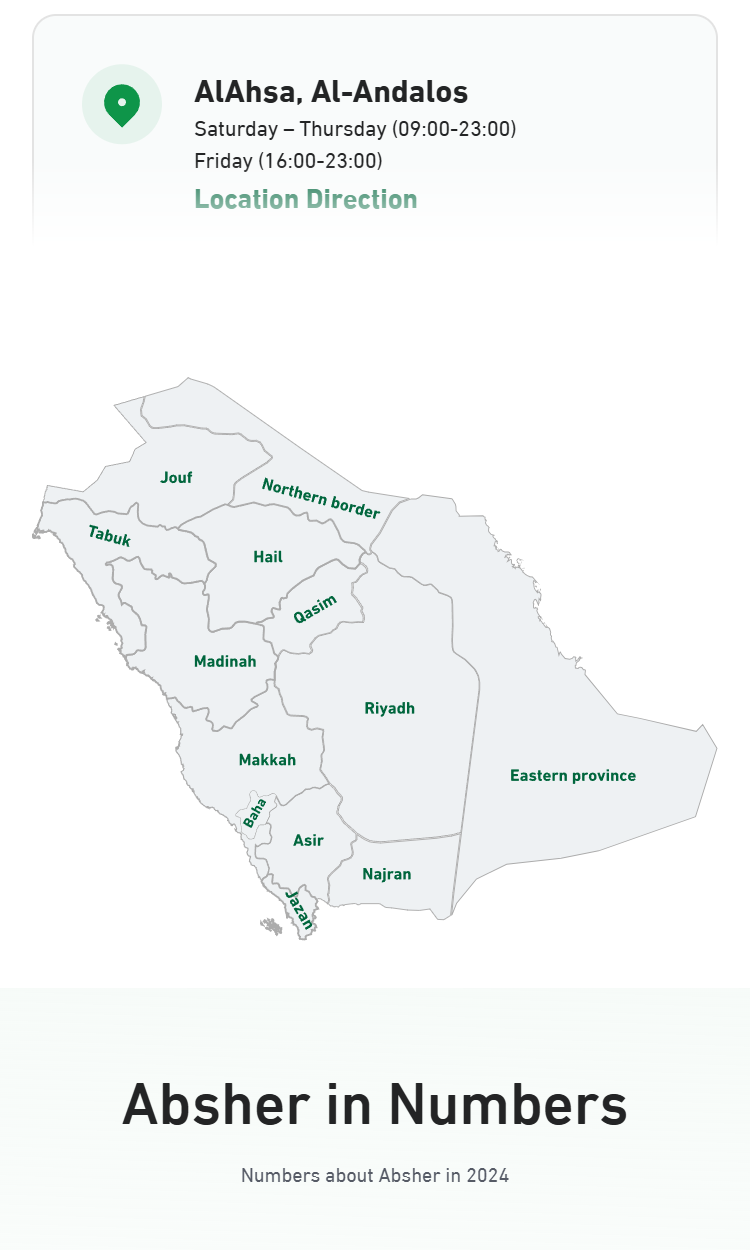 AlAhsa, Al-Andalos
Saturday – Thursday (09:00-23:00)
Friday (16:00-23:00)
Location Direction
Jouf
Northern border
Tabuk
Hail
Qasim
Madinah
Riyadh
Makkah
Eastern province
Baha
Asir
Najran
Jazan
Absher in Numbers
Numbers about Absher in 2024